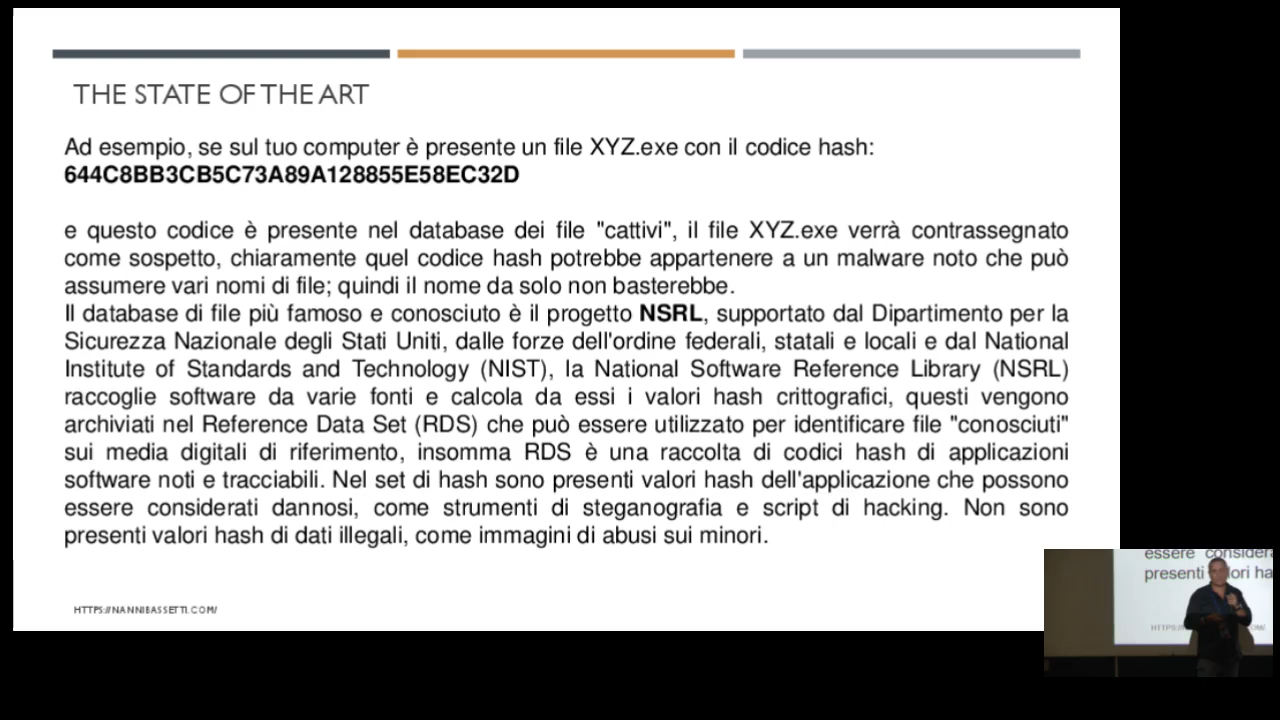 THE STATE OF THE ART
Ad esempio, se sul tuo computer è presente un file XYZ.exe con il codice hash:
644C8BB3CB5C73A89A128855E58EC32D
e questo codice è presente nel database dei file "cattivi", il file XYZ.exe verrà contrassegnato
come sospetto, chiaramente quel codice hash potrebbe appartenere a un malware noto che può
assumere vari nomi di file; quindi il nome da solo non basterebbe.
Il database di file più famoso e conosciuto è il progetto NSRL, supportato dal Dipartimento per la
Sicurezza Nazionale degli Stati Uniti, dalle forze dell'ordine federali, statali e locali e dal National
Institute of Standards and Technology (NIST), la National Software Reference Library (NSRL)
raccoglie software da varie fonti e calcola da essi i valori hash crittografici, questi vengono
archiviati nel Reference Data Set (RDS) che può essere utilizzato per identificare file "conosciuti"
sui media digitali di riferimento, insomma RDS è una raccolta di codici hash di applicazioni
software noti e tracciabili. Nel set di hash sono presenti valori hash dell'applicazione che possono
essere considerati dannosi, come strumenti di steganografia e script di hacking. Non sono
presenti valori hash di dati illegali, come immagini di abusi sui minori.
HTTPS://NANNIBASSETTI.COM/
essere considera
presenti ori ha
HTTPS OM/